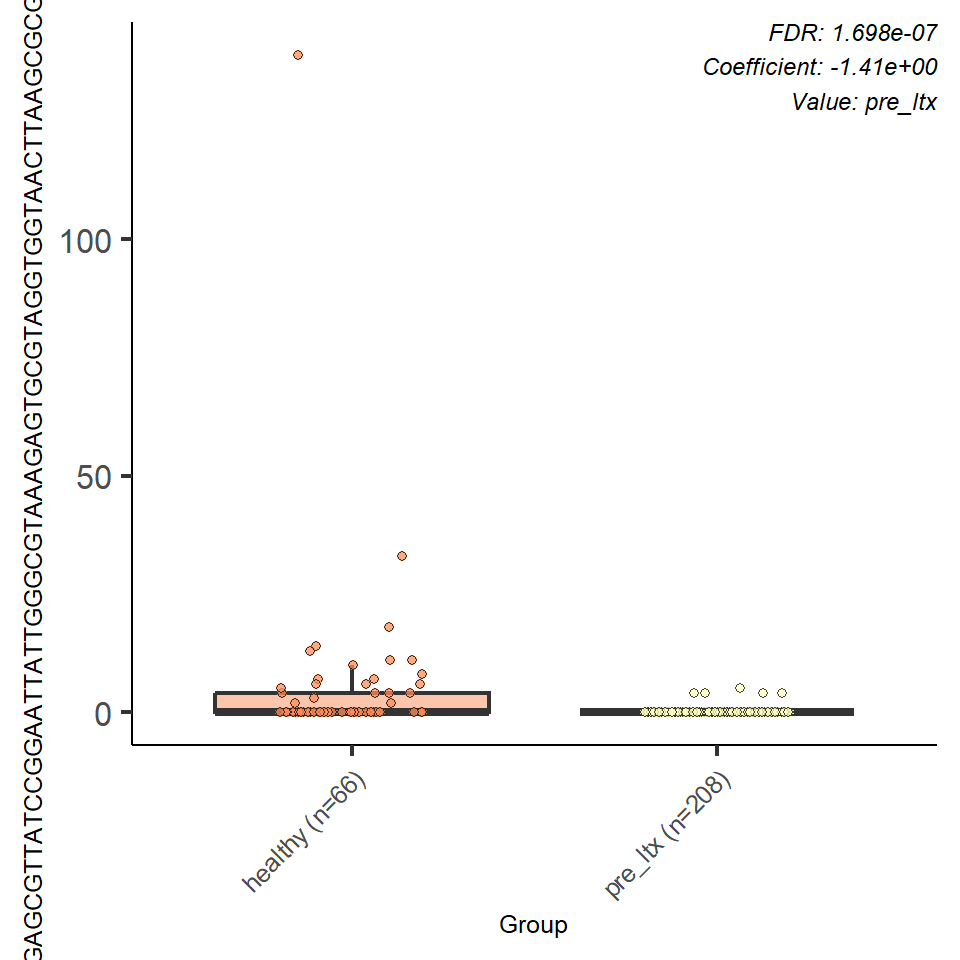 FDR: 1.698e-07
Coefficient: -1.41e+00
Value: pre_ltx
GAGCGTTATCCGGAATTATTGGGCGTAAAGAGTGCGTAGGTGGTAACTTAAGCGCG
100
50
0
healthy (n=66)
pre_ltx (n=208)
Group